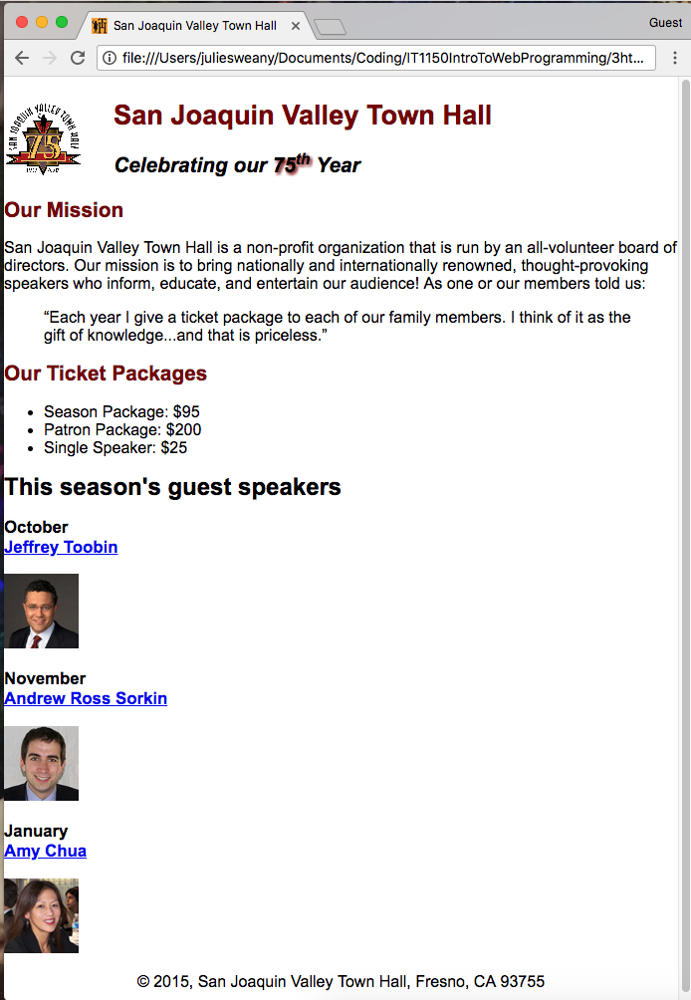 San Joaquin Valley Town Hall
Guest
file:///Users/juliesweany/Documents/Coding/IT1150IntroToWebProgramming/3ht...
SAN JOAQUIN VALLEY TOWN HALL
75
San Joaquin Valley Town Hall
Celebrating our 75th Year
Our Mission
San Joaquin Valley Town Hall is a non-profit organization that is run by an all-volunteer board of
directors. Our mission is to bring nationally and internationally renowned, thought-provoking
speakers who inform, educate, and entertain our audience! As one or our members told us:
“Each year I give a ticket package to each of our family members. I think of it as the
gift of knowledge...and that is priceless.”
Our Ticket Packages
• Season Package: $95
• Patron Package: $200
• Single Speaker: $25
This season's guest speakers
October
Jeffrey Toobin
November
Andrew Ross Sorkin
January
Amy Chua
© 2015, San Joaquin Valley Town Hall, Fresno, CA 93755